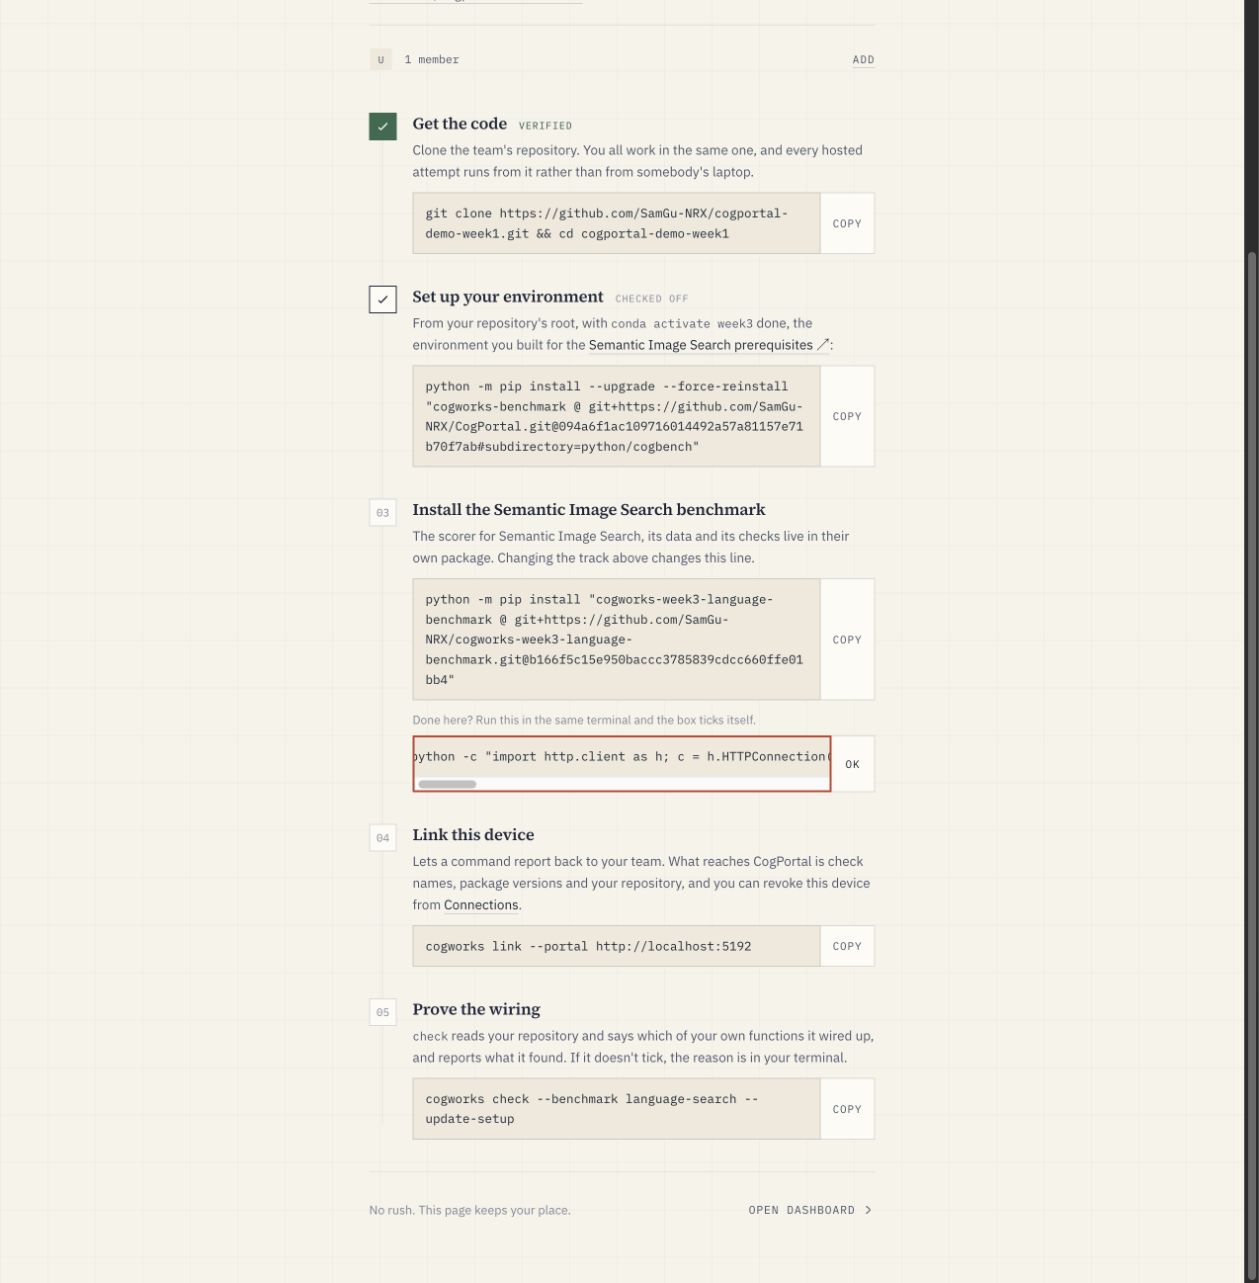 U 1 member ADD
Get the code VERIFIED
Clone the team's repository. You all work in the same one, and every hosted
attempt runs from it rather than from somebody's laptop.
git clone https://github.com/SamGu-NRX/cogportal-
demo-week1.git && cd cogportal-demo-week1
COPY
Set up your environment CHECKED OFF
From your repository's root, with conda activate week3 done, the
environment you built for the Semantic Image Search prerequisites ↗:
python -m pip install --upgrade --force-reinstall
"cogworks-benchmark @ git+https://github.com/SamGu-
NRX/CogPortal.git@094a6f1ac109716014492a57a81157e71
b70f7ab#subdirectory=python/cogbench"
COPY
03 Install the Semantic Image Search benchmark
The scorer for Semantic Image Search, its data and its checks live in their
own package. Changing the track above changes this line.
python -m pip install "cogworks-week3-language-
benchmark @ git+https://github.com/SamGu-
NRX/cogworks-week3-language-
benchmark.git@b166f5c15e950baccc3785839cdcc660ffe01
bb4"
COPY
Done here? Run this in the same terminal and the box ticks itself.
python -c "import http.client as h; c = h.HTTPConnection(
OK
04 Link this device
Lets a command report back to your team. What reaches CogPortal is check
names, package versions and your repository, and you can revoke this device
from Connections.
cogworks link --portal http://localhost:5192
COPY
05 Prove the wiring
check reads your repository and says which of your own functions it wired up,
and reports what it found. If it doesn't tick, the reason is in your terminal.
cogworks check --benchmark language-search --
update-setup
COPY
No rush. This page keeps your place. OPEN DASHBOARD >